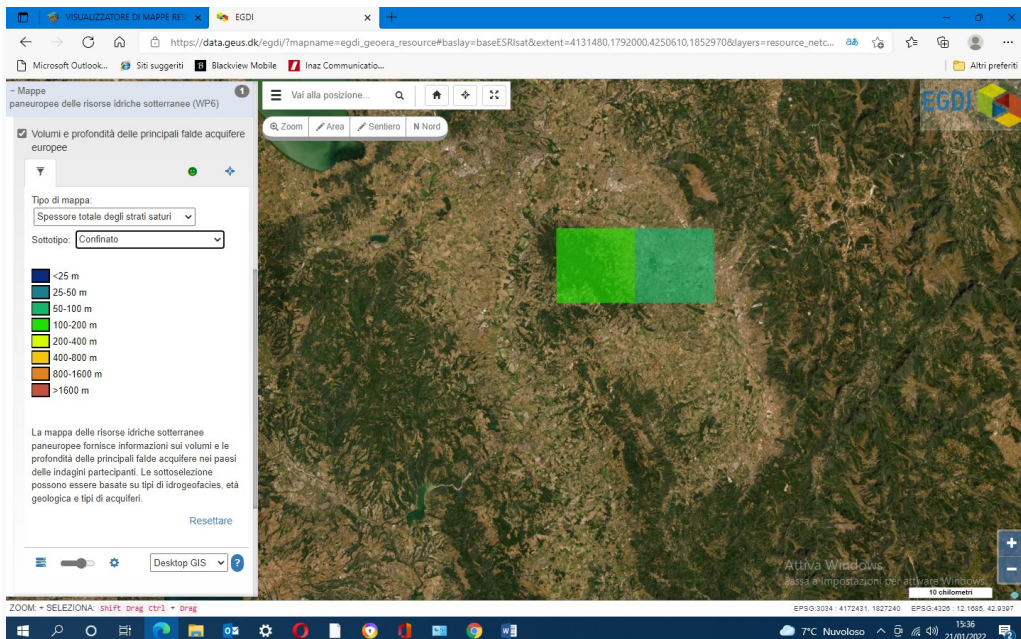 VISUALIZZATORE DI MAPPE RES
EGDI
https://data.geus.dk/egdi/?mapname=egdi_geoera_resource#baslay=baseESRIsat&extent=4131480,1792000,4250610,1852970&layers=resource_netc...
Microsoft Outlook...
Siti suggeriti
Blackview Mobile
Inaz Communicatio...
Altri preferiti
− Mappe
paneuropee delle risorse idriche sotterranee (WP6)
1
Vai alla posizione...
EGDI
Zoom
Area
Sentiero
N Nord
Volumi e profondità delle principali falde acquifere
europee
Tipo di mappa:
Spessore totale degli strati saturi
Sottotipo: Confinato
<25 m
25-50 m
50-100 m
100-200 m
200-400 m
400-800 m
800-1600 m
>1600 m
La mappa delle risorse idriche sotterranee
paneuropee fornisce informazioni sui volumi e le
profondità delle principali falde acquifere nei paesi
delle indagini partecipanti. Le sottoselezione
possono essere basate su tipi di idrogeofacies, età
geologica e tipi di acquiferi.
Resettare
Desktop GIS
?
+
−
Attiva Windows
Passa a Impostazioni per attivare Windows.
10 chilometri
ZOOM: + SELEZIONA: Shift Drag Ctrl + Drag
EPSG:3034 : 4172431, 1827240
EPSG:4326 : 12.1685, 42.9397
7°C Nuvoloso
15:36
21/01/2022
2